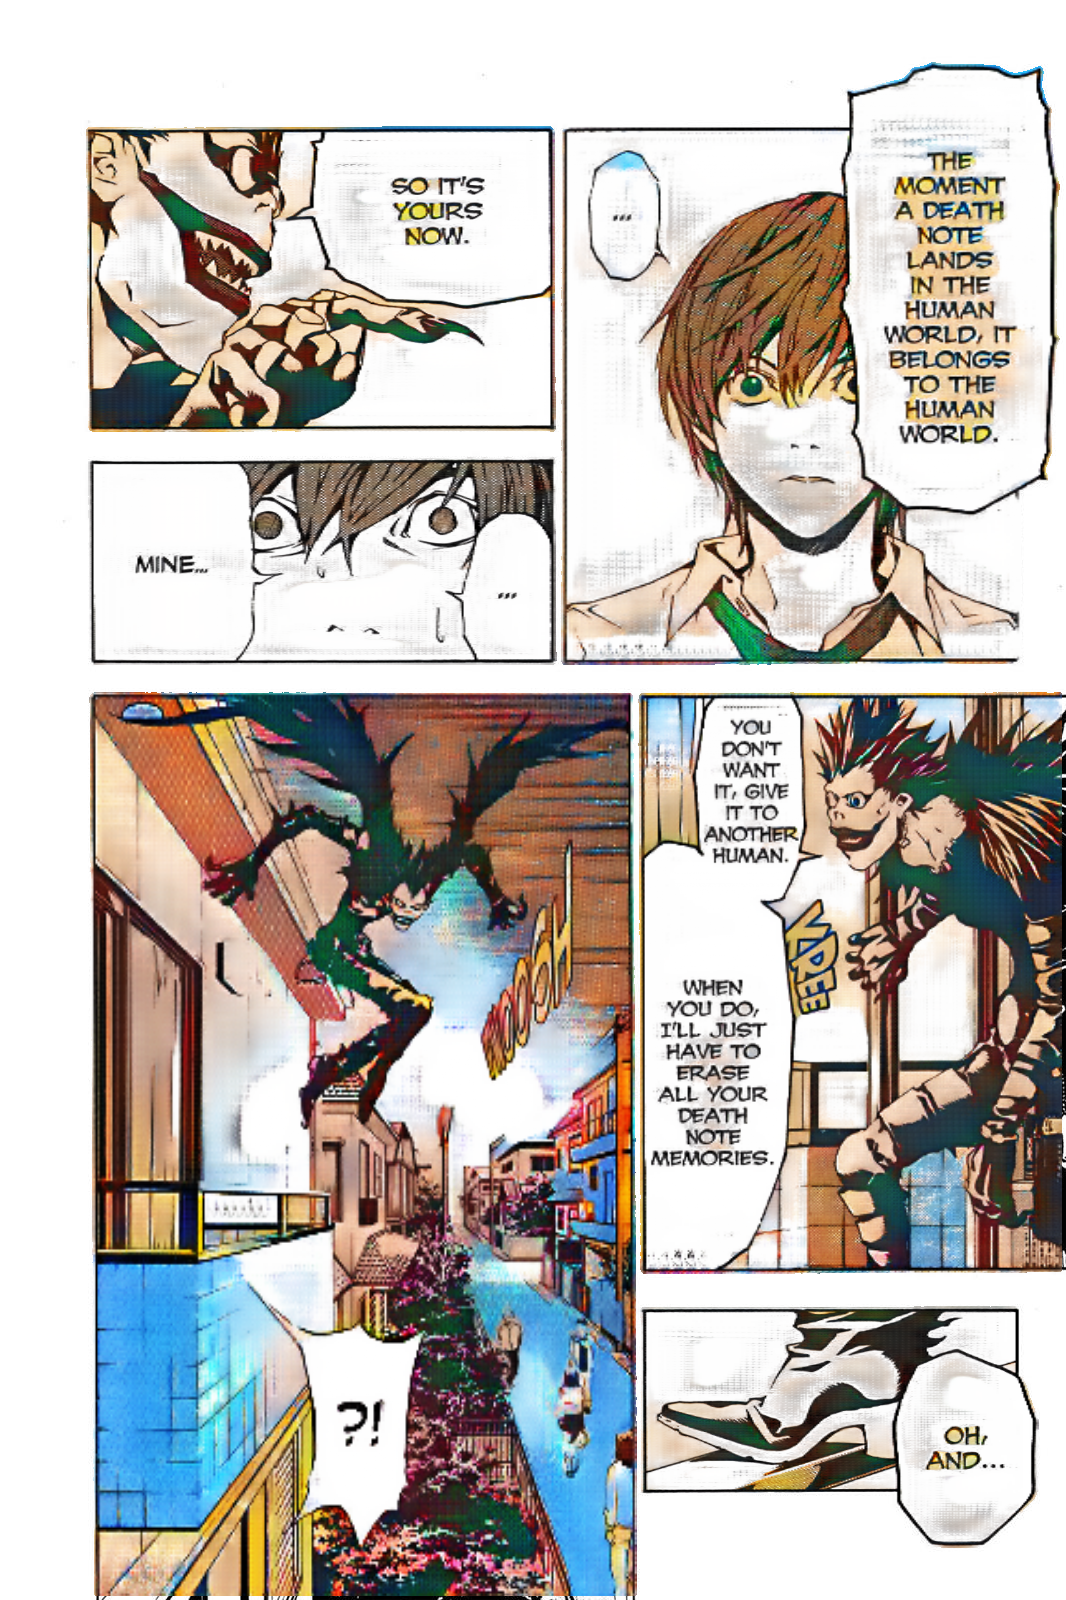 THE
MOMENT
A DEATH
NOTE
LANDS
IN THE
HUMAN
WORLD, IT
BELONGS
TO THE
HUMAN
WORLD.
...
SO IT'S
YOURS
NOW.
...
MINE...
YOU
DON'T
WANT
IT, GIVE
IT TO
ANOTHER
HUMAN.
WHEN
YOU DO,
I'LL JUST
HAVE TO
ERASE
ALL YOUR
DEATH
NOTE
MEMORIES.
KREE
OH,
AND...
WOOOSH
?!